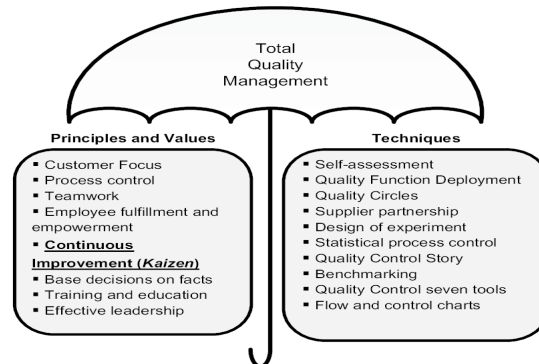 Total
Quality
Management
Principles and Values
▪ Customer Focus
▪ Process control
▪ Teamwork
▪ Employee fulfillment and
empowerment
▪ Continuous
Improvement (Kaizen)
▪ Base decisions on facts
▪ Training and education
▪ Effective leadership
Techniques
▪ Self-assessment
▪ Quality Function Deployment
▪ Quality Circles
▪ Supplier partnership
▪ Design of experiment
▪ Statistical process control
▪ Quality Control Story
▪ Benchmarking
▪ Quality Control seven tools
▪ Flow and control charts